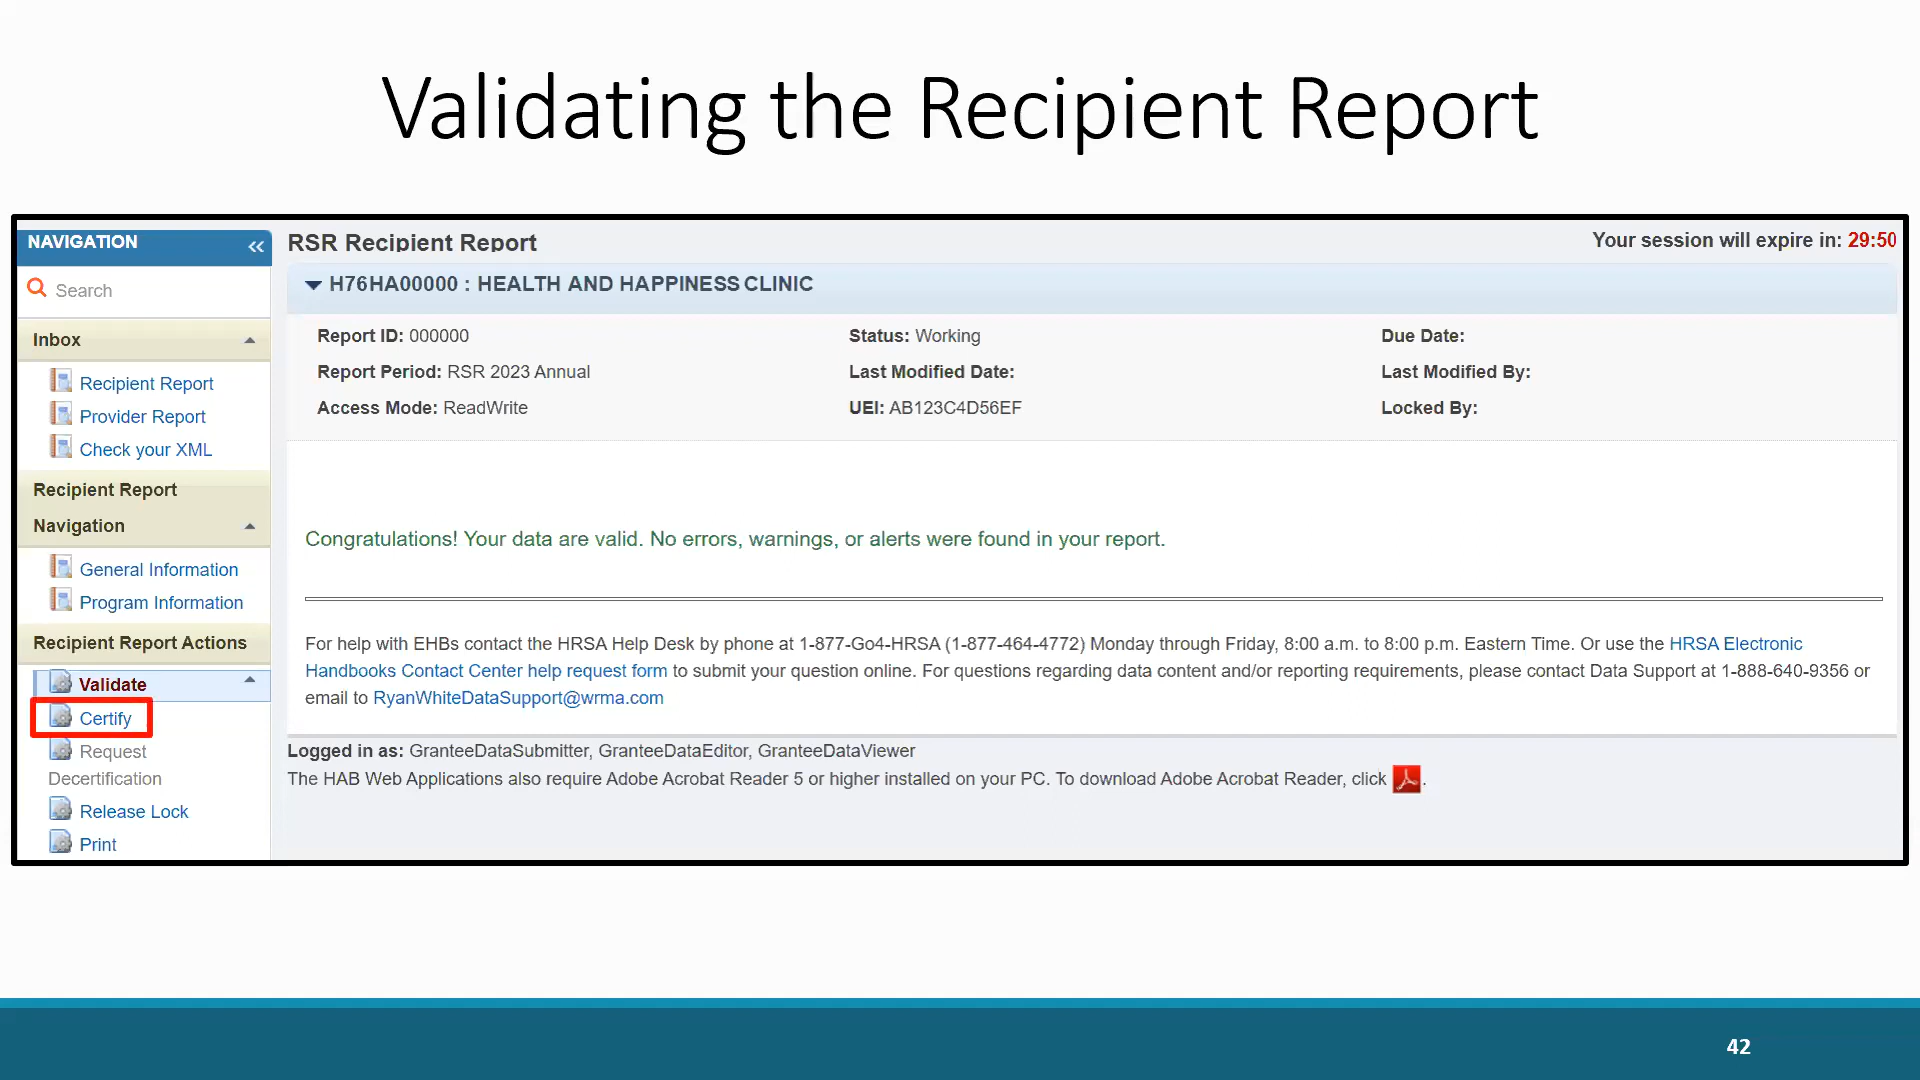 Validating the Recipient Report
NAVIGATION
Search
Inbox
Recipient Report
Provider Report
Check your XML
Recipient Report
Navigation
General Information
Program Information
Recipient Report Actions
Validate
Certify
Request
Decertification
Release Lock
Print
RSR Recipient Report
Your session will expire in: 29:50
H76HA00000 : HEALTH AND HAPPINESS CLINIC
Report ID: 000000 Status: Working Due Date:
Report Period: RSR 2023 Annual Last Modified Date: Last Modified By:
Access Mode: ReadWrite UEI: AB123C4D56EF Locked By:
Congratulations! Your data are valid. No errors, warnings, or alerts were found in your report.
For help with EHBs contact the HRSA Help Desk by phone at 1-877-Go4-HRSA (1-877-464-4772) Monday through Friday, 8:00 a.m. to 8:00 p.m. Eastern Time. Or use the HRSA Electronic
Handbooks Contact Center help request form to submit your question online. For questions regarding data content and/or reporting requirements, please contact Data Support at 1-888-640-9356 or
email to RyanWhiteDataSupport@wrma.com
Logged in as: GranteeDataSubmitter, GranteeDataEditor, GranteeDataViewer
The HAB Web Applications also require Adobe Acrobat Reader 5 or higher installed on your PC. To download Adobe Acrobat Reader, click .
42